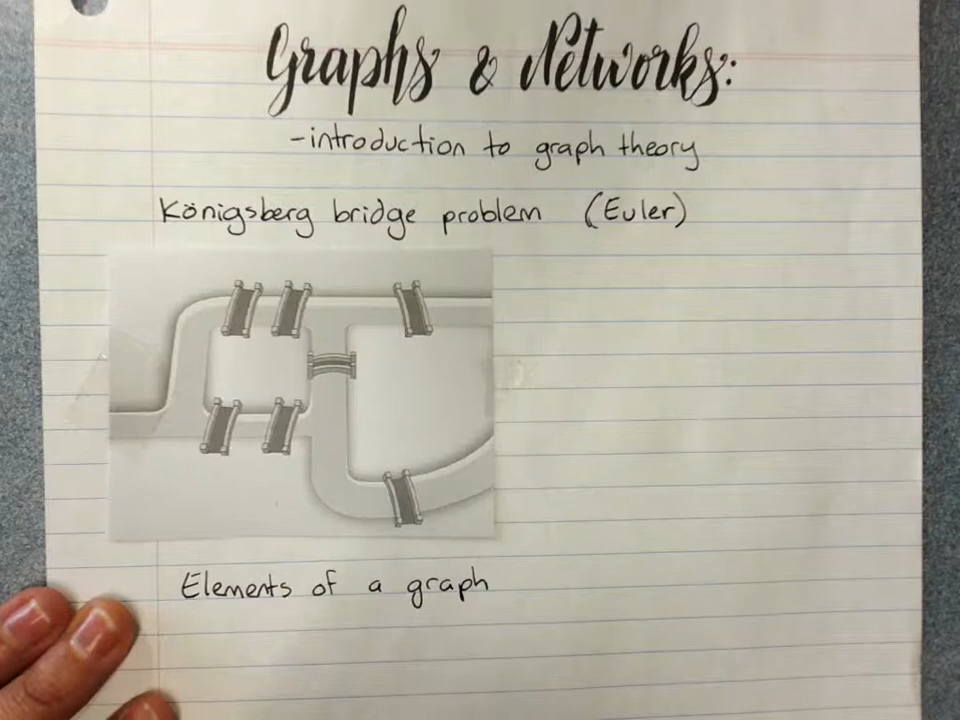 Graphs & Networks:
-introduction to graph theory
Königsberg bridge problem (Euler)
Elements of a graph